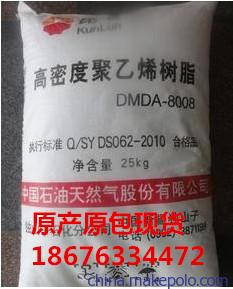 KunLun
高密度聚乙烯树脂
DMDA-8008
执行标准 Q/SY DS062-2010 合格品
净含量 25kg
中国石油天然气股份有限公司
原产原包现货
18676334472
www.makepolo.com